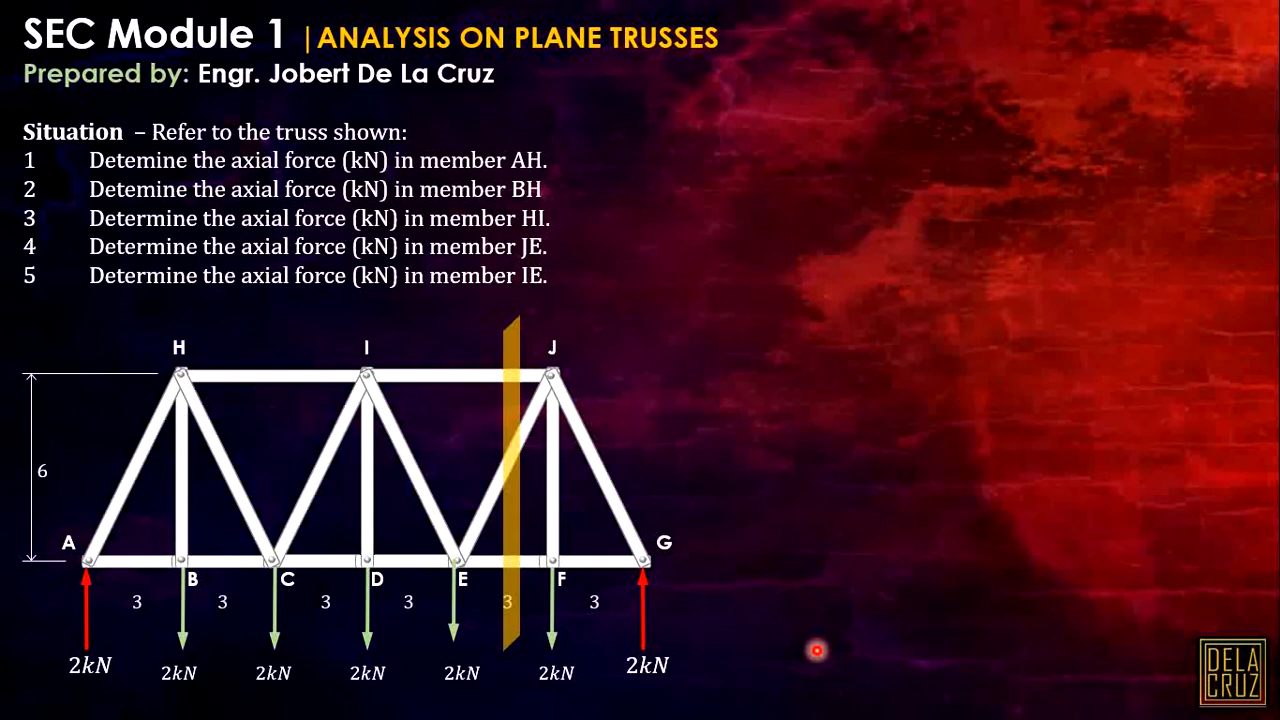 SEC Module 1 | ANALYSIS ON PLANE TRUSSES
Prepared by: Engr. Jobert De La Cruz
Situation – Refer to the truss shown:
1 Detemine the axial force (kN) in member AH.
2 Detemine the axial force (kN) in member BH
3 Determine the axial force (kN) in member HI.
4 Determine the axial force (kN) in member JE.
5 Determine the axial force (kN) in member IE.
H I J
6
A G
B C D E F
3 3 3 3 3 3
2kN 2kN 2kN 2kN 2kN 2kN 2kN
DELA
CRUZ